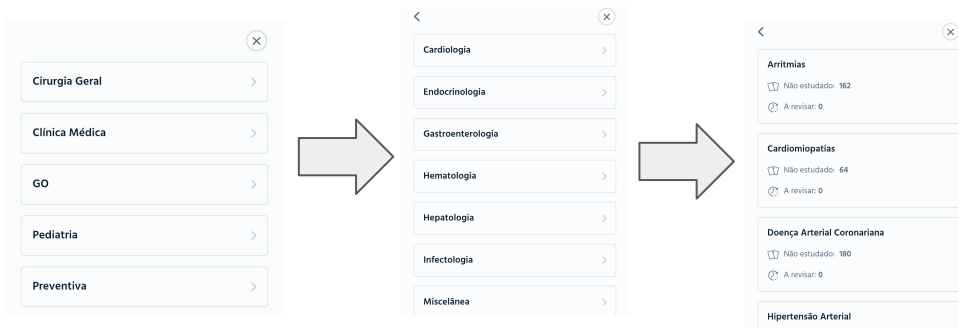 Cirurgia Geral
Clínica Médica
GO
Pediatria
Preventiva
Cardiologia
Endocrinologia
Gastroenterologia
Hematologia
Hepatologia
Infectologia
Miscelânea
Arritmias
Não estudado: 162
A revisar: 0
Cardiomiopatias
Não estudado: 64
A revisar: 0
Doença Arterial Coronariana
Não estudado: 180
A revisar: 0
Hipertensão Arterial